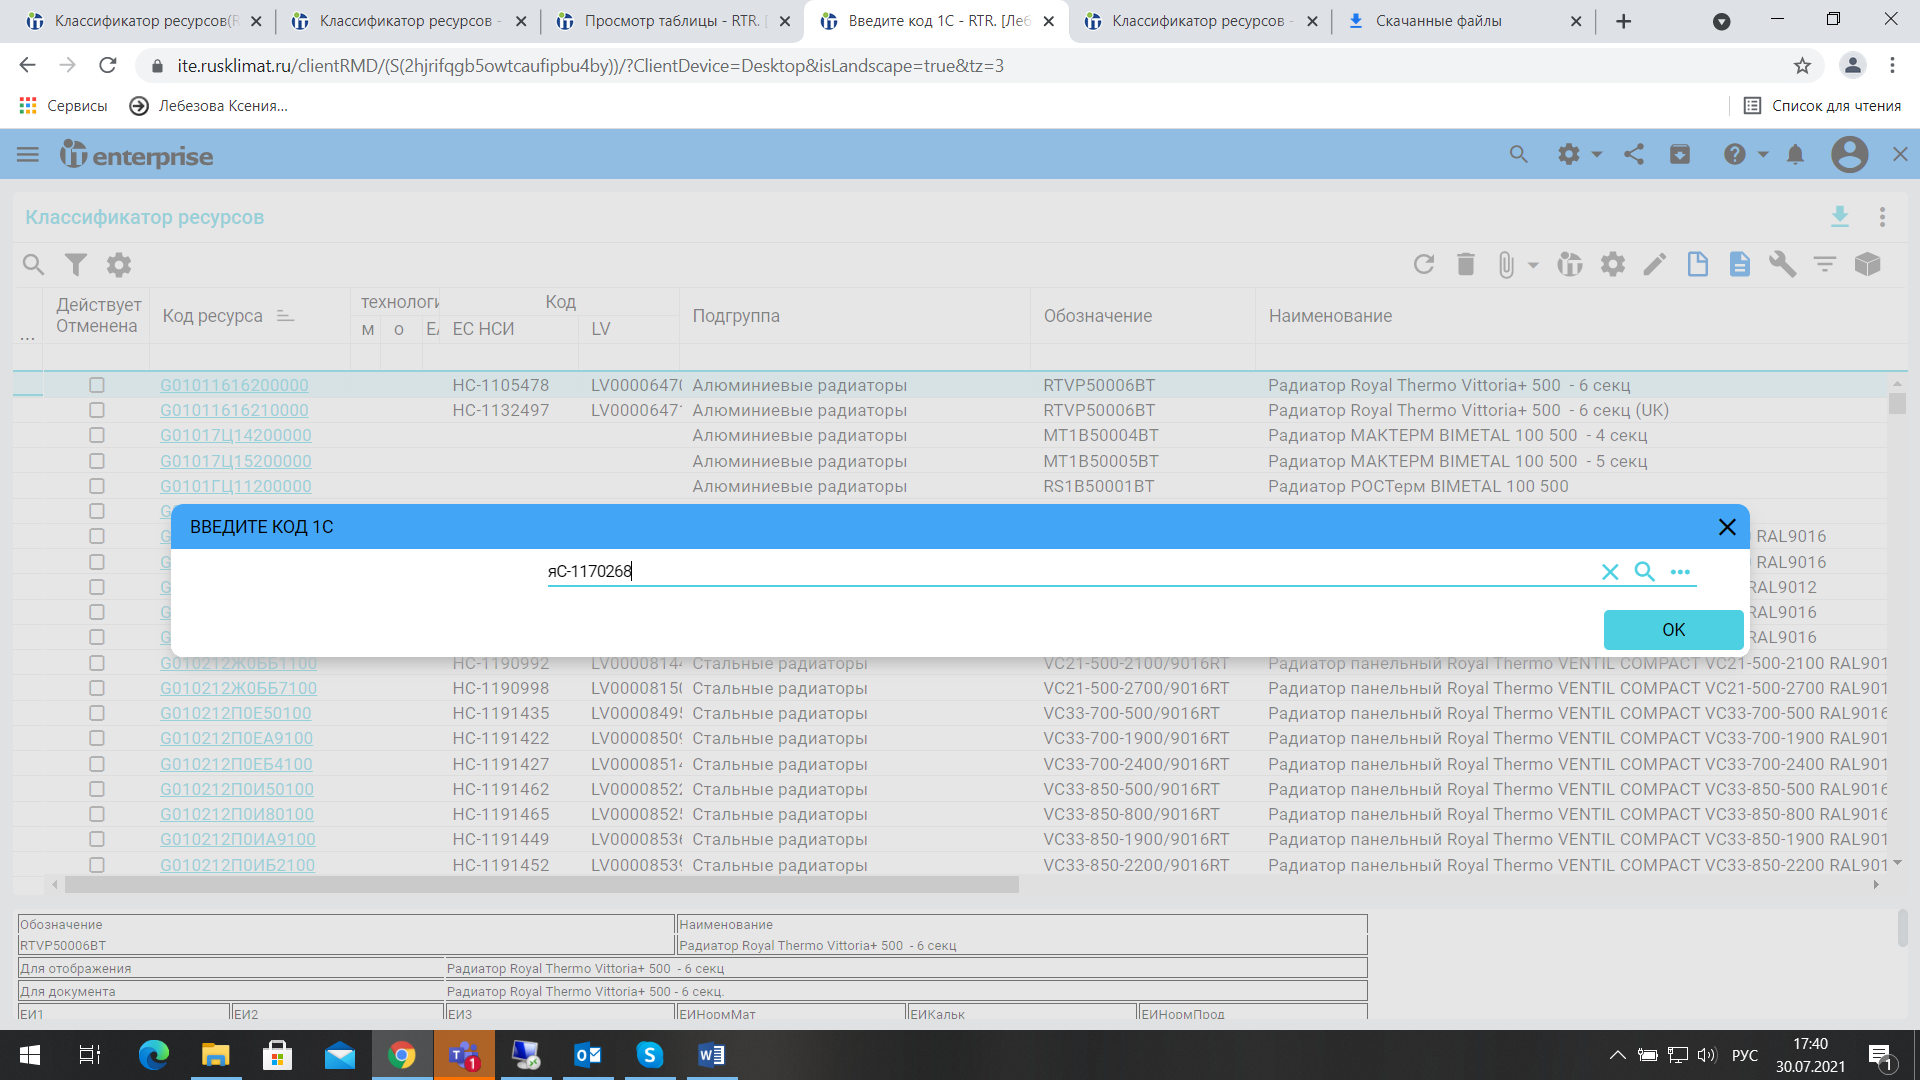 Классификатор ресурсов(R
Классификатор ресурсов -
Просмотр таблицы - RTR. [
Введите код 1С - RTR. [Леб
Классификатор ресурсов -
Скачанные файлы
ite.rusklimat.ru/clientRMD/(S(2hjrifqgb5owtcaufipbu4by))/?ClientDevice=Desktop&isLandscape=true&tz=3
Сервисы Лебезова Ксения... Список для чтения
enterprise
Классификатор ресурсов
Действует Отменена Код ресурса технологи Код Подгруппа Обозначение Наименование
... м о ЕА ЕС НСИ LV
G01011616200000 НС-1105478 LV00006470 Алюминиевые радиаторы RTVP50006BT Радиатор Royal Thermo Vittoria+ 500 - 6 секц
G01011616210000 НС-1132497 LV0000647 Алюминиевые радиаторы RTVP50006BT Радиатор Royal Thermo Vittoria+ 500 - 6 секц (UK)
G01017Ц14200000 Алюминиевые радиаторы MT1B50004BT Радиатор МАКТЕРМ BIMETAL 100 500 - 4 секц
G01017Ц15200000 Алюминиевые радиаторы MT1B50005BT Радиатор МАКТЕРМ BIMETAL 100 500 - 5 секц
G0101ГЦ11200000 Алюминиевые радиаторы RS1B50001BT Радиатор РОСТерм BIMETAL 100 500
ВВЕДИТЕ КОД 1С
RAL9016
RAL9016
RAL9012
RAL9016
RAL9016
яС-1170268
OK
G010212Ж0ББ1100 НС-1190992 LV00008144 Стальные радиаторы VC21-500-2100/9016RT Радиатор панельный Royal Thermo VENTIL COMPACT VC21-500-2100 RAL901
G010212Ж0ББ7100 НС-1190998 LV00008150 Стальные радиаторы VC21-500-2700/9016RT Радиатор панельный Royal Thermo VENTIL COMPACT VC21-500-2700 RAL901
G010212П0Е50100 НС-1191435 LV00008495 Стальные радиаторы VC33-700-500/9016RT Радиатор панельный Royal Thermo VENTIL COMPACT VC33-700-500 RAL9016
G010212П0ЕА9100 НС-1191422 LV00008509 Стальные радиаторы VC33-700-1900/9016RT Радиатор панельный Royal Thermo VENTIL COMPACT VC33-700-1900 RAL901
G010212П0ЕБ4100 НС-1191427 LV00008514 Стальные радиаторы VC33-700-2400/9016RT Радиатор панельный Royal Thermo VENTIL COMPACT VC33-700-2400 RAL901
G010212П0И50100 НС-1191462 LV00008522 Стальные радиаторы VC33-850-500/9016RT Радиатор панельный Royal Thermo VENTIL COMPACT VC33-850-500 RAL9016
G010212П0И80100 НС-1191465 LV00008525 Стальные радиаторы VC33-850-800/9016RT Радиатор панельный Royal Thermo VENTIL COMPACT VC33-850-800 RAL9016
G010212П0ИА9100 НС-1191449 LV00008536 Стальные радиаторы VC33-850-1900/9016RT Радиатор панельный Royal Thermo VENTIL COMPACT VC33-850-1900 RAL901
G010212П0ИБ2100 НС-1191452 LV00008539 Стальные радиаторы VC33-850-2200/9016RT Радиатор панельный Royal Thermo VENTIL COMPACT VC33-850-2200 RAL901
Обозначение Наименование
RTVP50006BT Радиатор Royal Thermo Vittoria+ 500 - 6 секц
Для отображения Радиатор Royal Thermo Vittoria+ 500 - 6 секц
Для документа Радиатор Royal Thermo Vittoria+ 500 - 6 секц.
ЕИ1 ЕИ2 ЕИ3 ЕИНормМат ЕИКальк ЕИНормПрод
РУС 17:40
30.07.2021
1
1